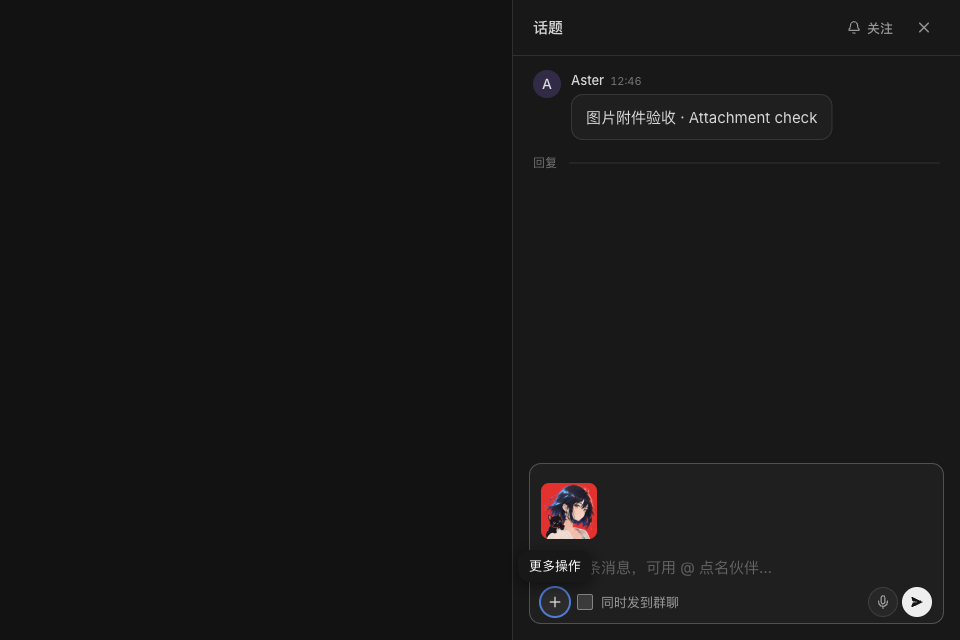 话题
关注
A
Aster 12:46
图片附件验收 · Attachment check
回复
更多操作
条消息，可用 @ 点名伙伴...
同时发到群聊